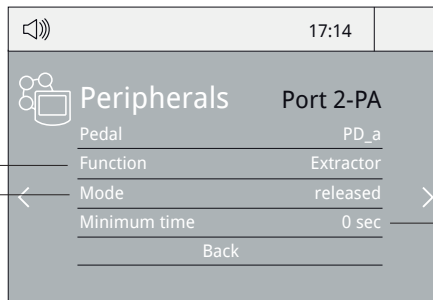 17:14
Peripherals Port 2-PA
Pedal PD_a
Function Extractor
Mode released
Minimum time 0 sec
Back